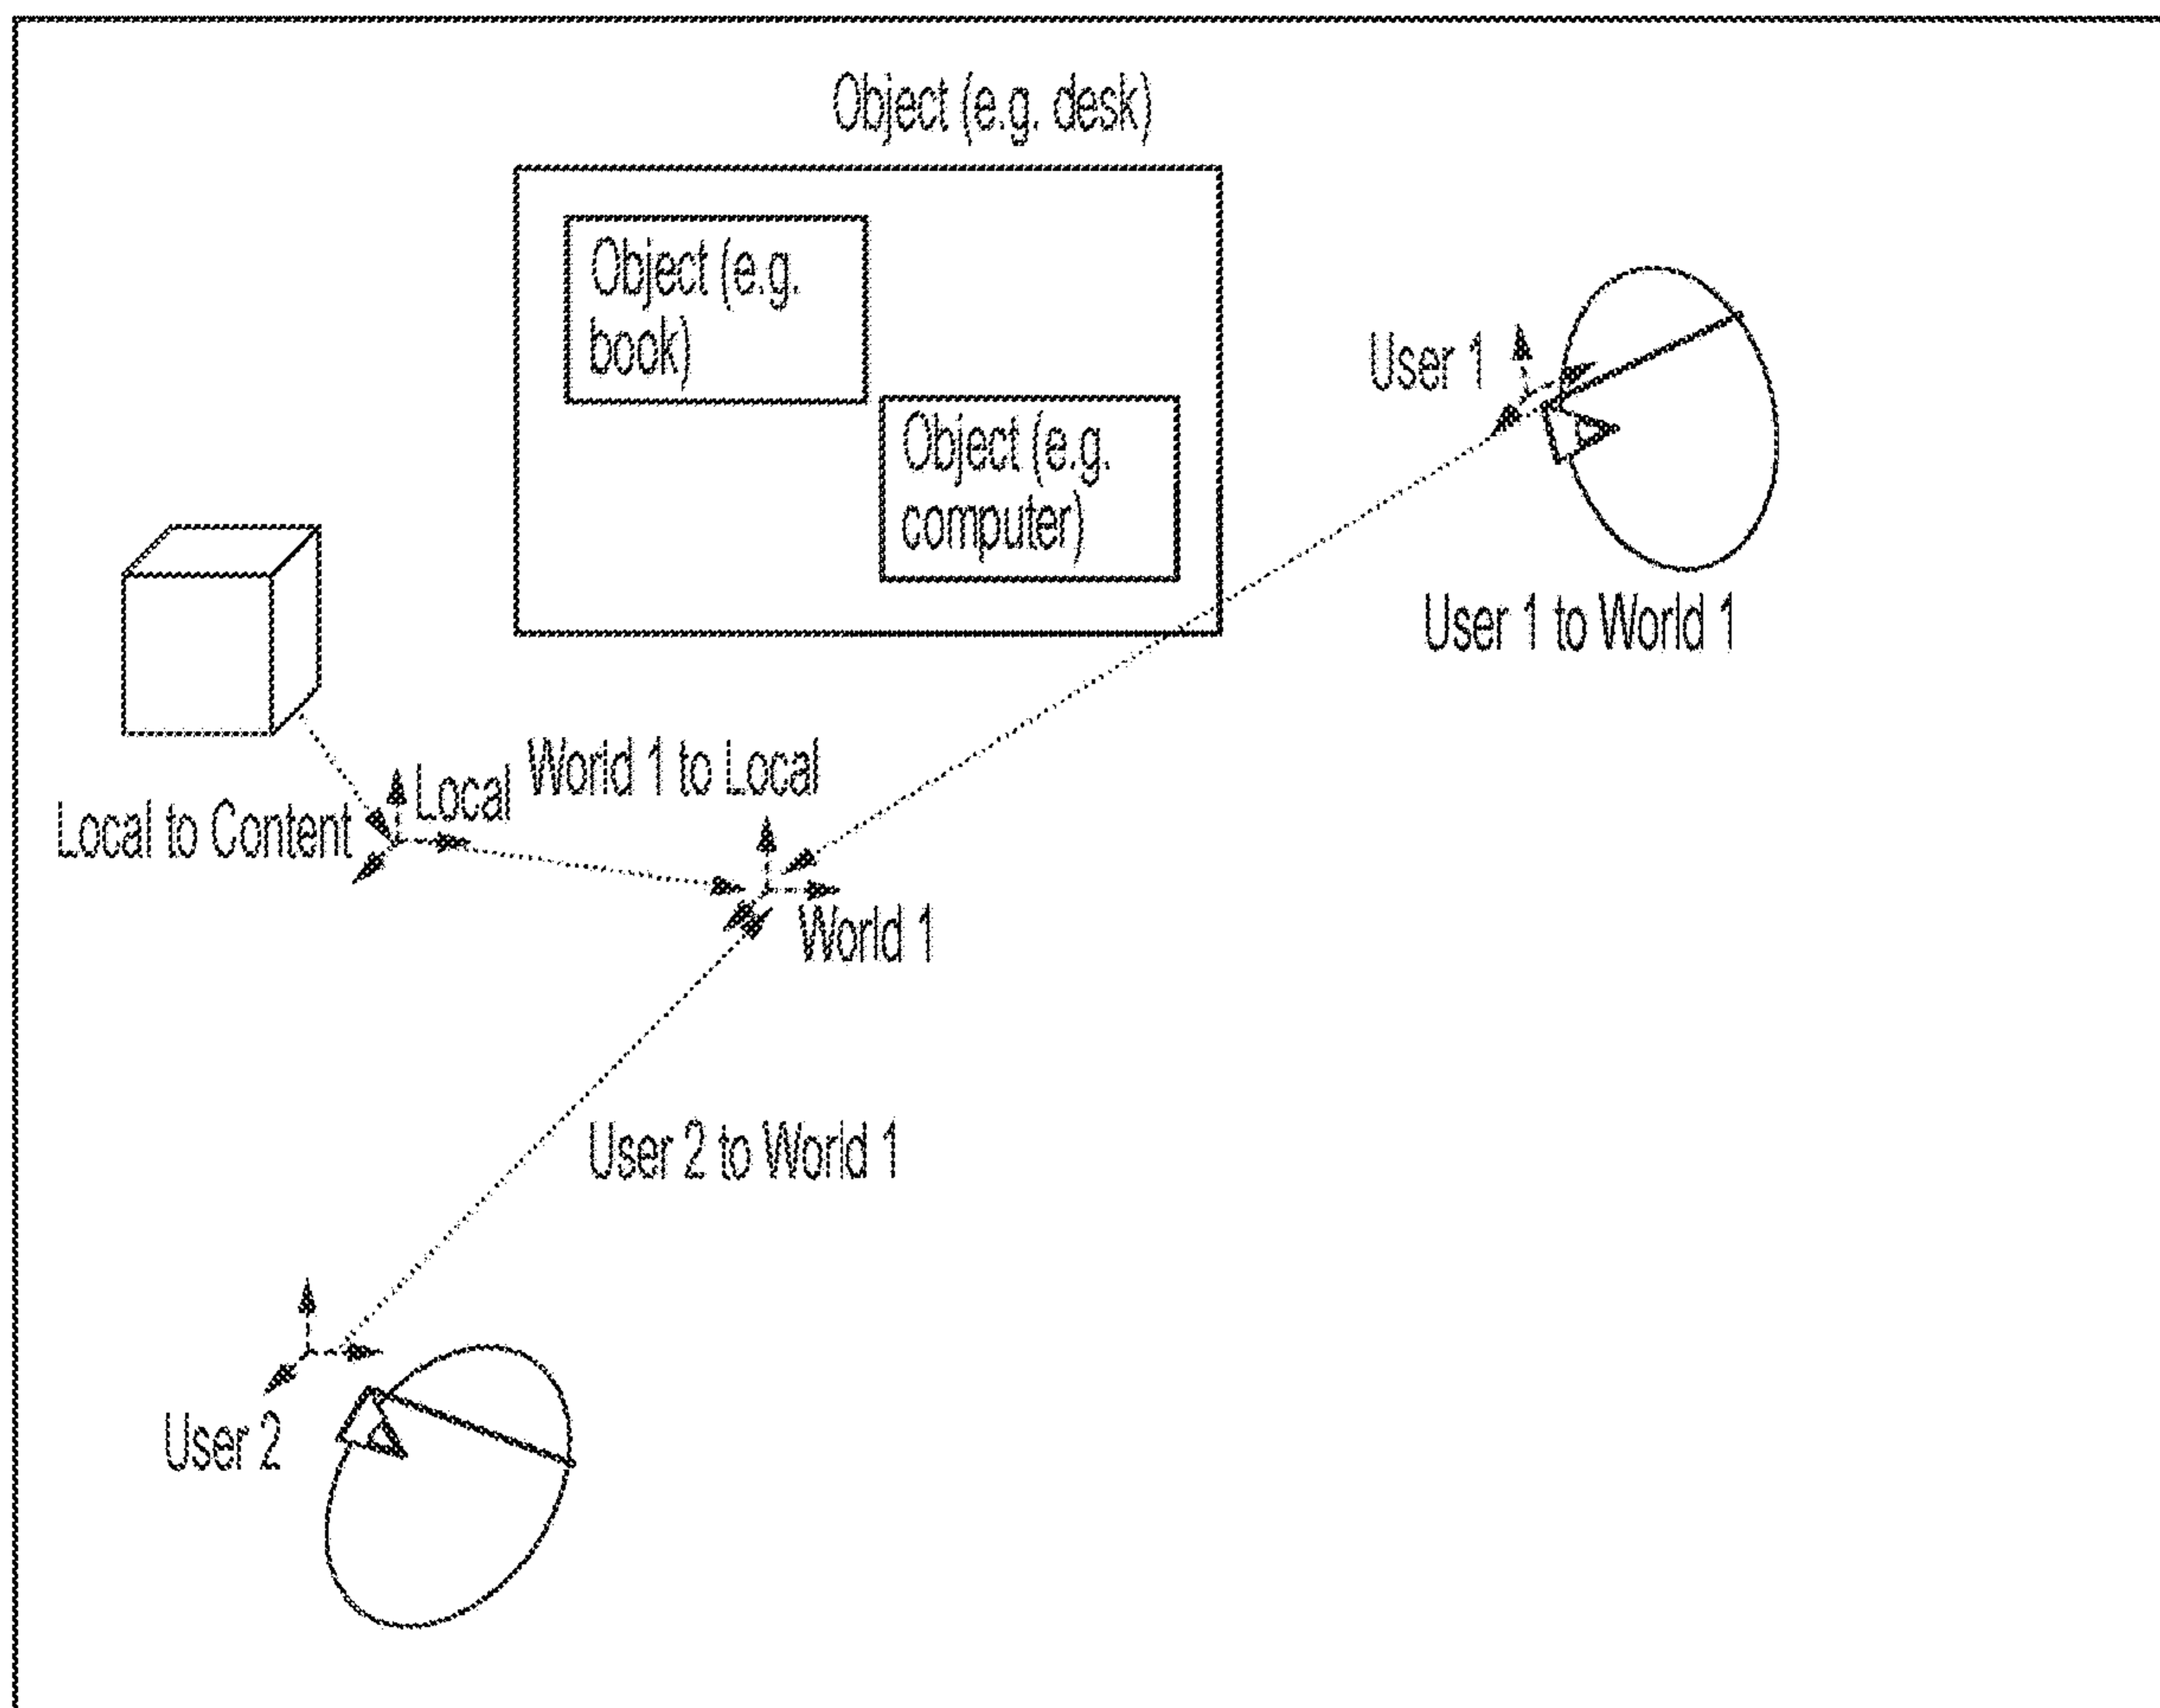 Object (e.g. desk)
Object (e.g.
book)
Object (e.g.
computer)
User 1
User 1 to World 1
World 1 to Local
Local
Local to Content
World 1
User 2 to World 1
User 2